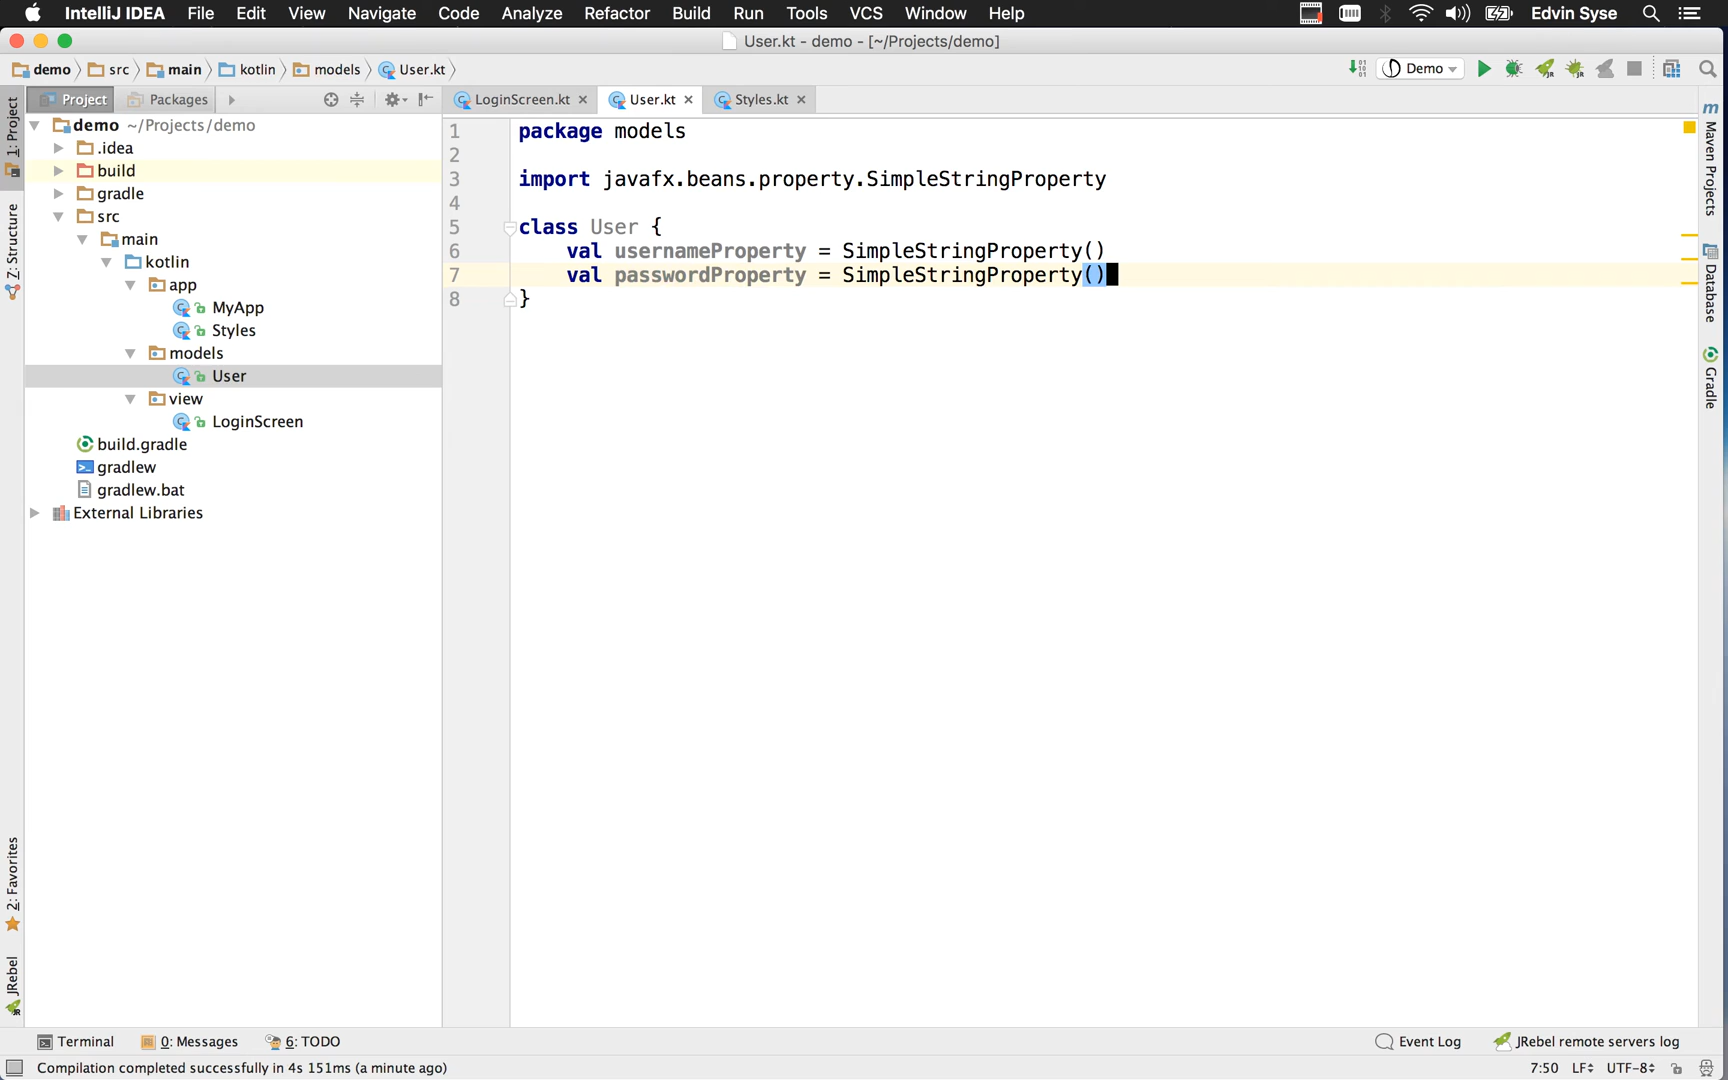 IntelliJ IDEA File Edit View Navigate Code Analyze Refactor Build Run Tools VCS Window Help Edvin Syse
User.kt - demo - [~/Projects/demo]
demo src main kotlin models User.kt Demo
Project Packages LoginScreen.kt User.kt Styles.kt
demo ~/Projects/demo
.idea
build
gradle
src
main
kotlin
app
MyApp
Styles
models
User
view
LoginScreen
build.gradle
gradlew
gradlew.bat
External Libraries
1 package models
2
3 import javafx.beans.property.SimpleStringProperty
4
5 class User {
6 val usernameProperty = SimpleStringProperty()
7 val passwordProperty = SimpleStringProperty()
8 }
1: Project
Z: Structure
2: Favorites
JRebel
m Maven Projects
Database
Gradle
Terminal 0: Messages 6: TODO Event Log JRebel remote servers log
Compilation completed successfully in 4s 151ms (a minute ago) 7:50 LF UTF-8